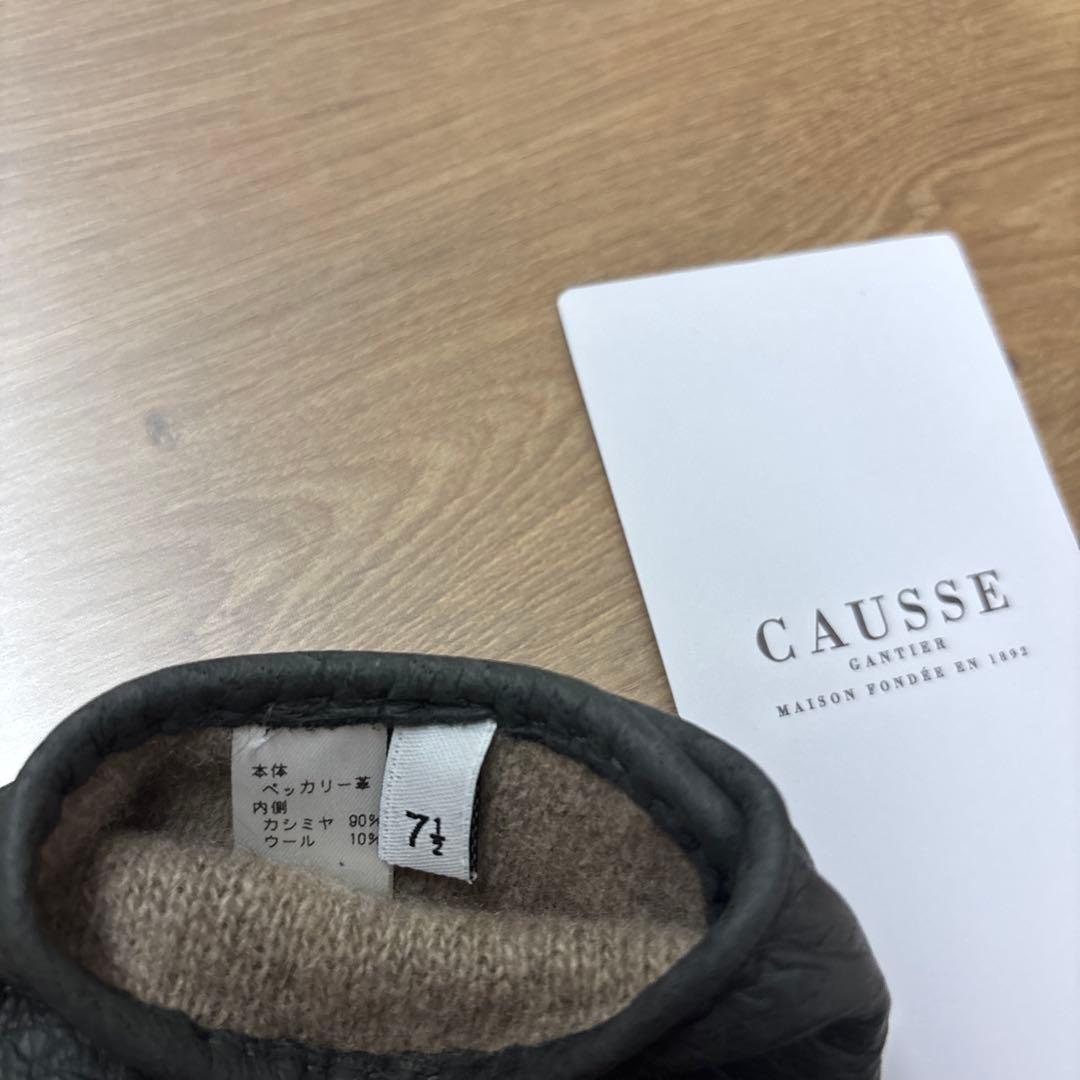 CAUSSE
GANTIER
MAISON FONDÉE EN 1892
本体
ペッカリー革
内側
カシミヤ 90%
ウール 10%
7½